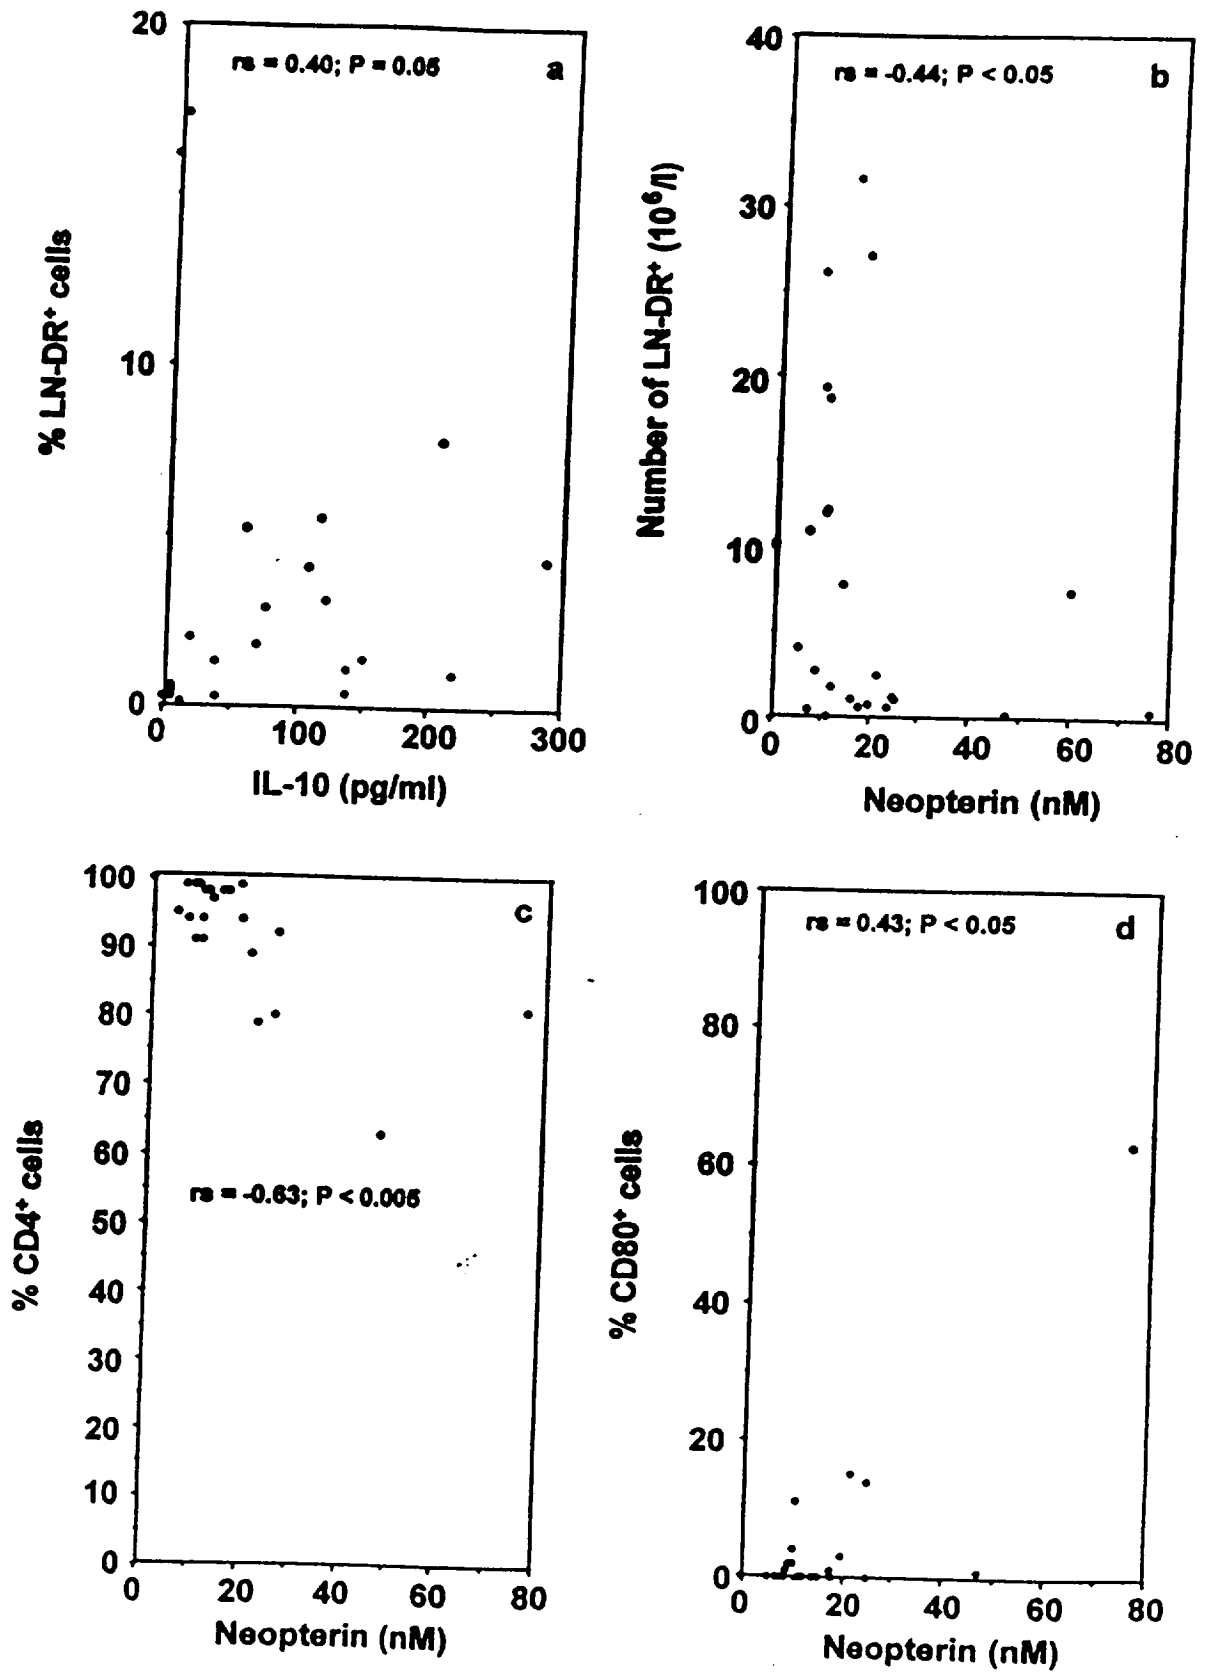 20
rs = 0.40; P = 0.05
a
% LN-DR⁺ cells
10
0
0 100 200 300
IL-10 (pg/ml)
40
rs = -0.44; P < 0.05
b
Number of LN-DR⁺ (10⁶/l)
30
20
10
0
0 20 40 60 80
Neopterin (nM)
100
c
90
80
70
60
rs = -0.63; P < 0.005
% CD4⁺ cells
50
40
30
20
10
0
0 20 40 60 80
Neopterin (nM)
100
rs = 0.43; P < 0.05
d
80
60
% CD80⁺ cells
40
20
0
0 20 40 60 80
Neopterin (nM)